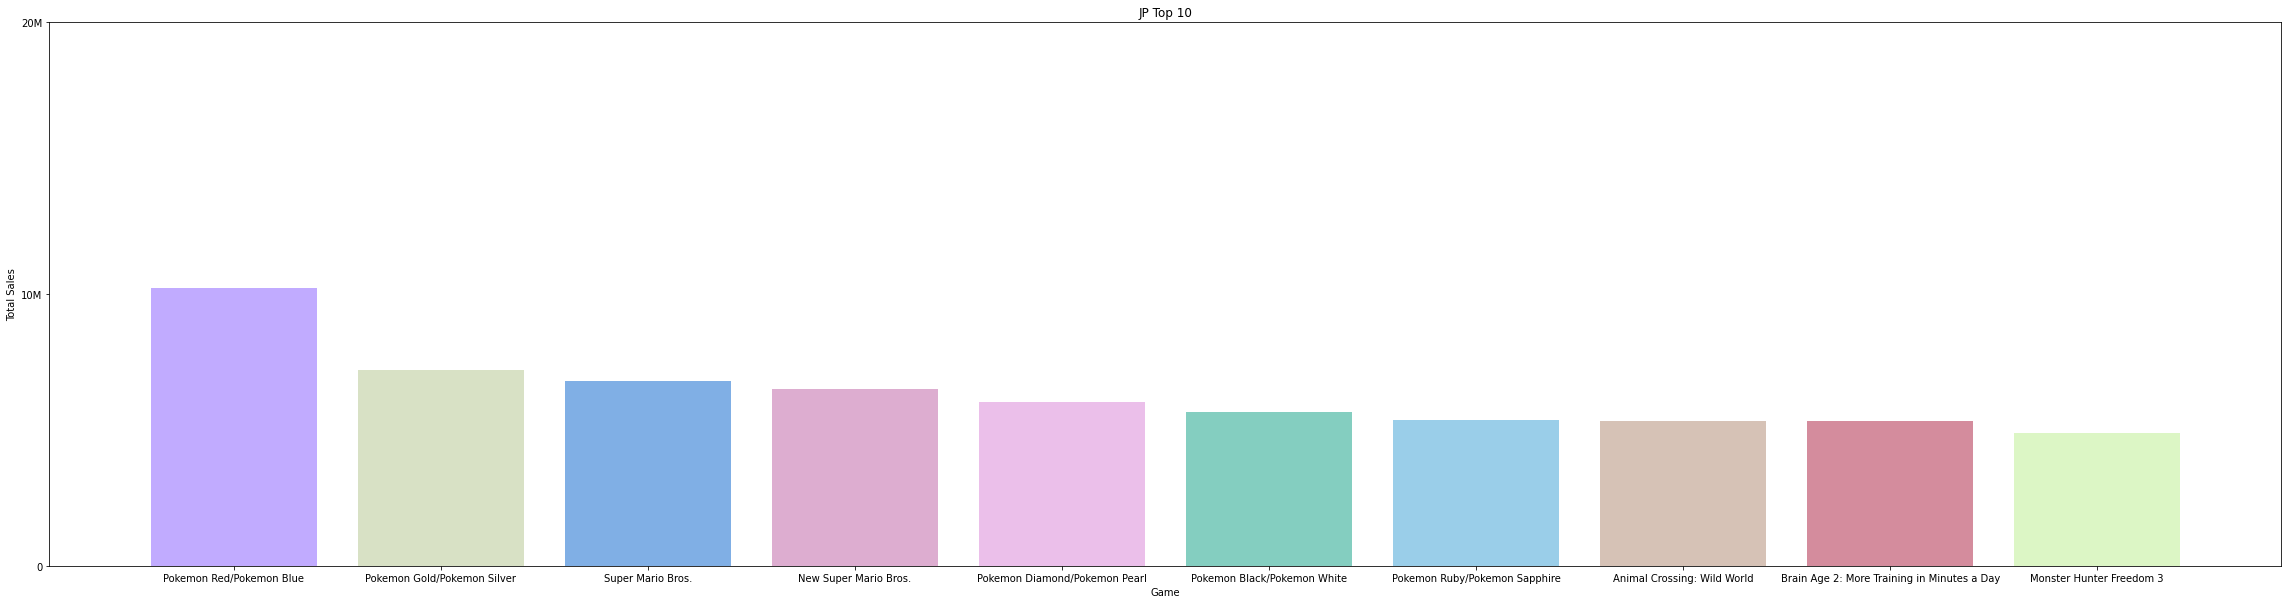 JP Top 10
20M
10M
0
Total Sales
Pokemon Red/Pokemon Blue
Pokemon Gold/Pokemon Silver
Super Mario Bros.
New Super Mario Bros.
Pokemon Diamond/Pokemon Pearl
Pokemon Black/Pokemon White
Pokemon Ruby/Pokemon Sapphire
Animal Crossing: Wild World
Brain Age 2: More Training in Minutes a Day
Monster Hunter Freedom 3
Game